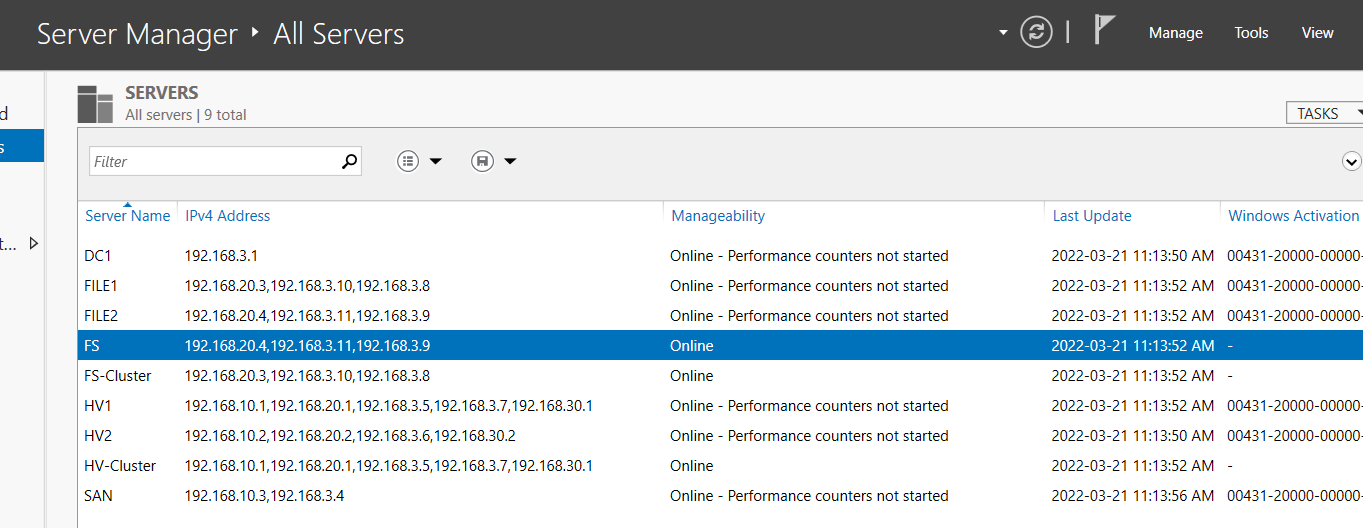 Server Manager ‣ All Servers
Manage Tools View
SERVERS
All servers | 9 total
TASKS
d
s
t...
Filter
Server Name IPv4 Address Manageability Last Update Windows Activation
DC1 192.168.3.1 Online - Performance counters not started 2022-03-21 11:13:50 AM 00431-20000-00000-
FILE1 192.168.20.3,192.168.3.10,192.168.3.8 Online - Performance counters not started 2022-03-21 11:13:52 AM 00431-20000-00000-
FILE2 192.168.20.4,192.168.3.11,192.168.3.9 Online - Performance counters not started 2022-03-21 11:13:52 AM 00431-20000-00000-
FS 192.168.20.4,192.168.3.11,192.168.3.9 Online 2022-03-21 11:13:52 AM -
FS-Cluster 192.168.20.3,192.168.3.10,192.168.3.8 Online 2022-03-21 11:13:52 AM -
HV1 192.168.10.1,192.168.20.1,192.168.3.5,192.168.3.7,192.168.30.1 Online - Performance counters not started 2022-03-21 11:13:52 AM 00431-20000-00000-
HV2 192.168.10.2,192.168.20.2,192.168.3.6,192.168.30.2 Online - Performance counters not started 2022-03-21 11:13:50 AM 00431-20000-00000-
HV-Cluster 192.168.10.1,192.168.20.1,192.168.3.5,192.168.3.7,192.168.30.1 Online 2022-03-21 11:13:52 AM -
SAN 192.168.10.3,192.168.3.4 Online - Performance counters not started 2022-03-21 11:13:56 AM 00431-20000-00000-